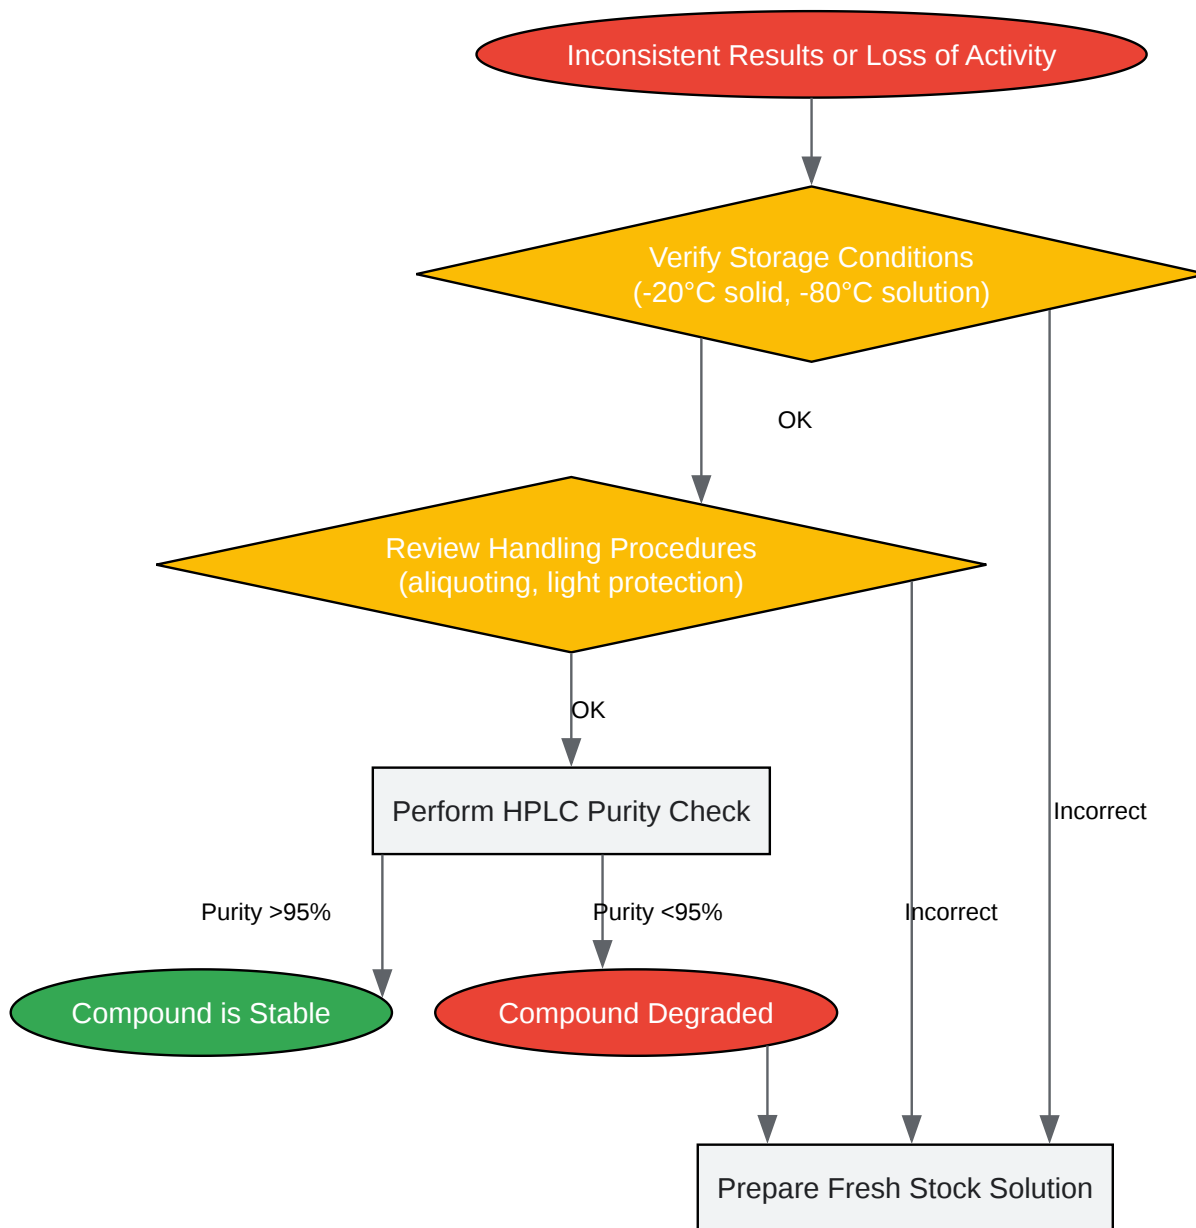 Inconsistent Results or Loss of Activity
Verify Storage Conditions
(-20°C solid, -80°C solution)
OK
Review Handling Procedures
(aliquoting, light protection)
OK
Perform HPLC Purity Check
Incorrect
Purity >95%
Purity <95%
Incorrect
Compound is Stable
Compound Degraded
Prepare Fresh Stock Solution